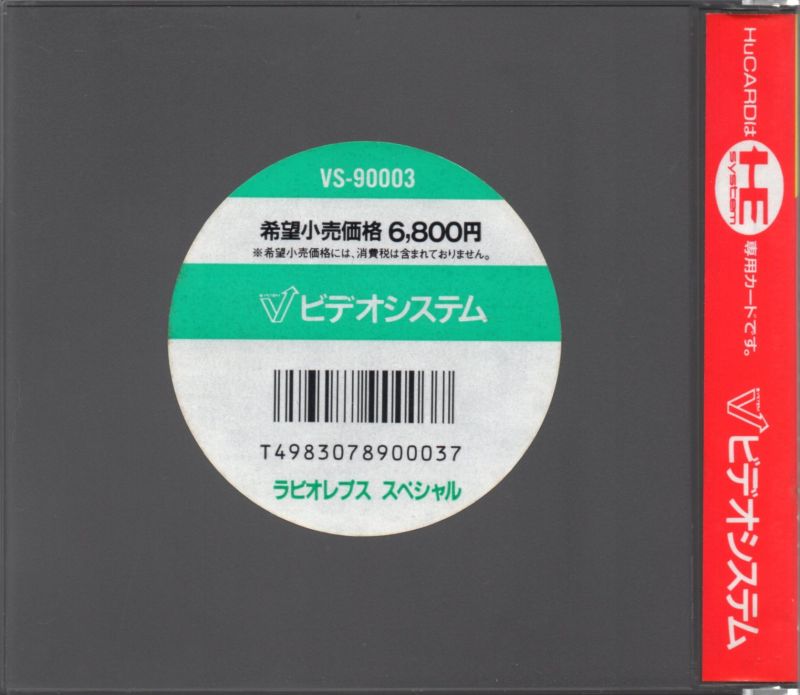 VS-90003
希望小売価格 6,800円
※希望小売価格には、消費税は含まれておりません。
ビデオシステム
T4983078900037
ラビオレプス スペシャル
HuCARDは
HE
system
専用カードです。
ビデオシステム